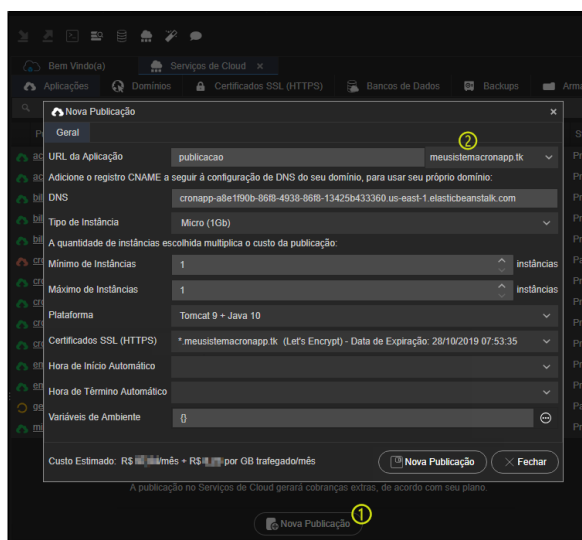 Bem Vindo(a)
Serviços de Cloud ×
Aplicações
Domínios
Certificados SSL (HTTPS)
Bancos de Dados
Backups
Nova Publicação ×
Geral
②
URL da Aplicação publicacao meusistemacronapp.tk
Adicione o registro CNAME a seguir á configuração de DNS do seu domínio, para usar seu próprio domínio:
DNS cronapp-a8e1f90b-86f8-4938-86f8-13425b433360.us-east-1.elasticbeanstalk.com
Tipo de Instância Micro (1Gb)
A quantidade de instâncias escolhida multiplica o custo da publicação:
Mínimo de Instâncias 1 instâncias
Máximo de Instâncias 1 instâncias
Plataforma Tomcat 9 + Java 10
Certificados SSL (HTTPS) *.meusistemacronapp.tk (Let's Encrypt) - Data de Expiração: 28/10/2019 07:53:35
Hora de Início Automático
Hora de Término Automático
Variáveis de Ambiente {}
Custo Estimado: R$ /mês + R$ por GB trafegado/mês
Nova Publicação
× Fechar
A publicação no Serviços de Cloud gerará cobranças extras, de acordo com seu plano.
Nova Publicação ①